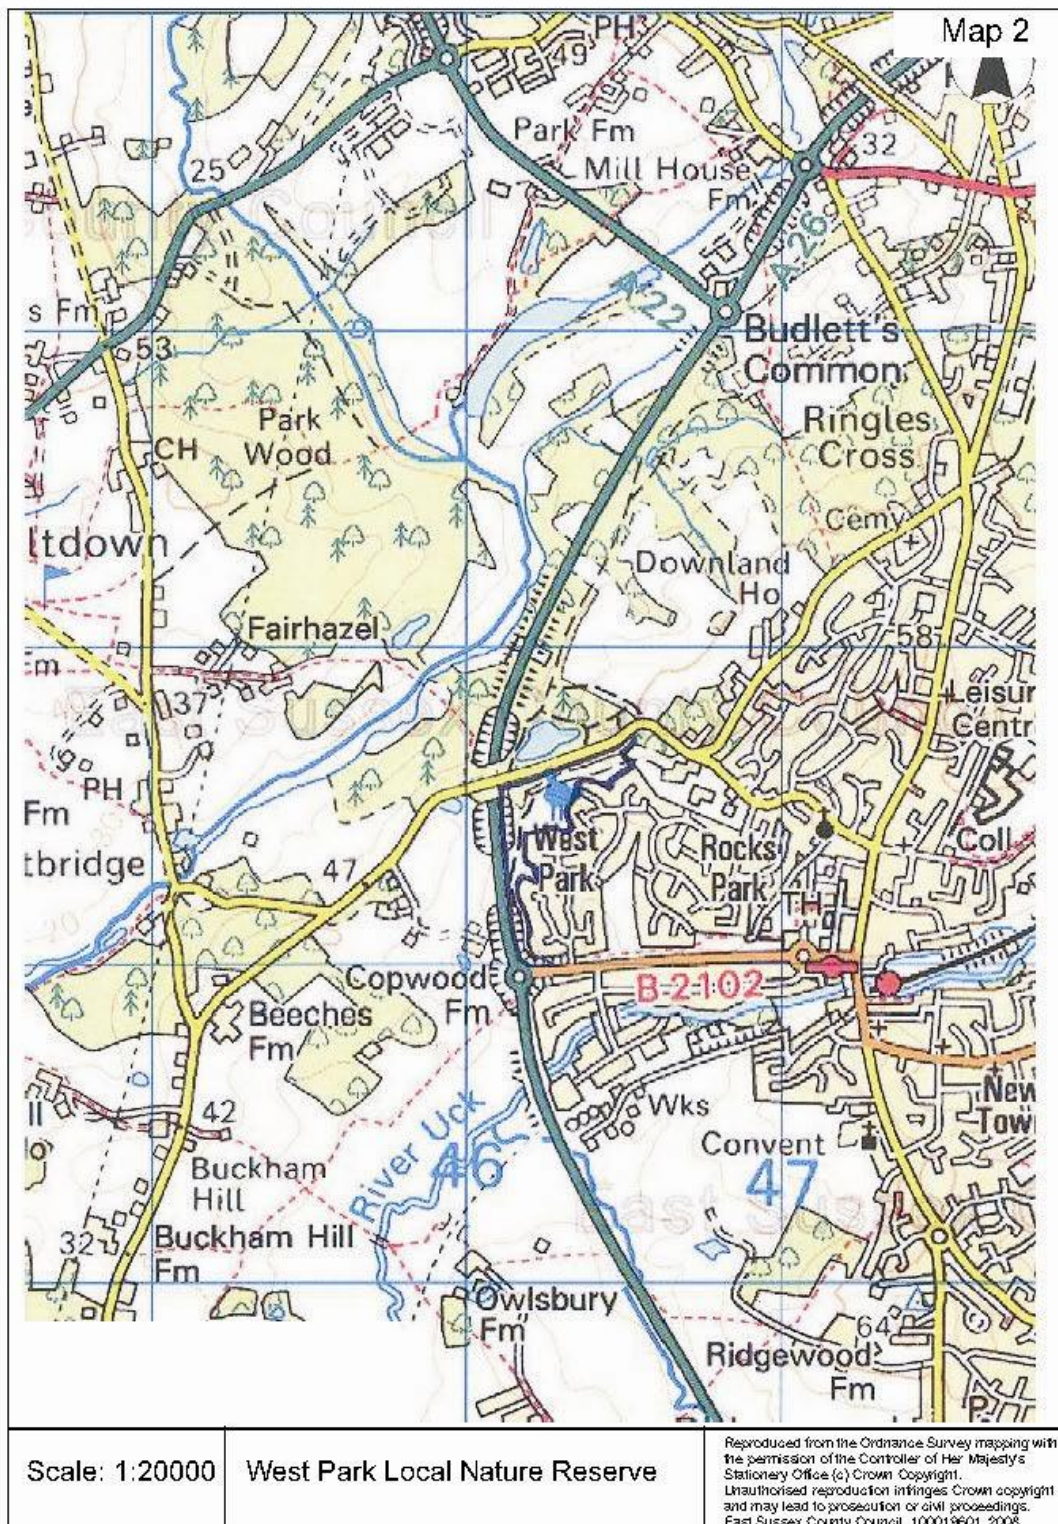 Map 2
PH
49
Park Fm
Mill House
Fm
32
25
A 26
A 22
s Fm
53
Budlett's
Common
Park
Wood
CH
Ringles
Cross
Cemy
ltdown
Downland
Ho
Fairhazel
58
Fm
37
Leisur
Centr
PH
Fm
West
Park
Rocks
Park
Coll
tbridge
47
T H
Copwood
Fm
B 2102
Beeches
Fm
New
Tow
42
Wks
River Uck
46
Convent
47
Buckham
Hill
East Sus
32
Buckham Hill
Fm
Owlsbury
Fm
64
Ridgewood
Fm
P
Scale: 1:20000
West Park Local Nature Reserve
Reproduced from the Ordnance Survey mapping with
the permission of the Controller of Her Majesty's
Stationery Office (c) Crown Copyright.
Unauthorised reproduction infringes Crown copyright
and may lead to prosecution or civil proceedings.
East Sussex County Council, 100019601, 2008